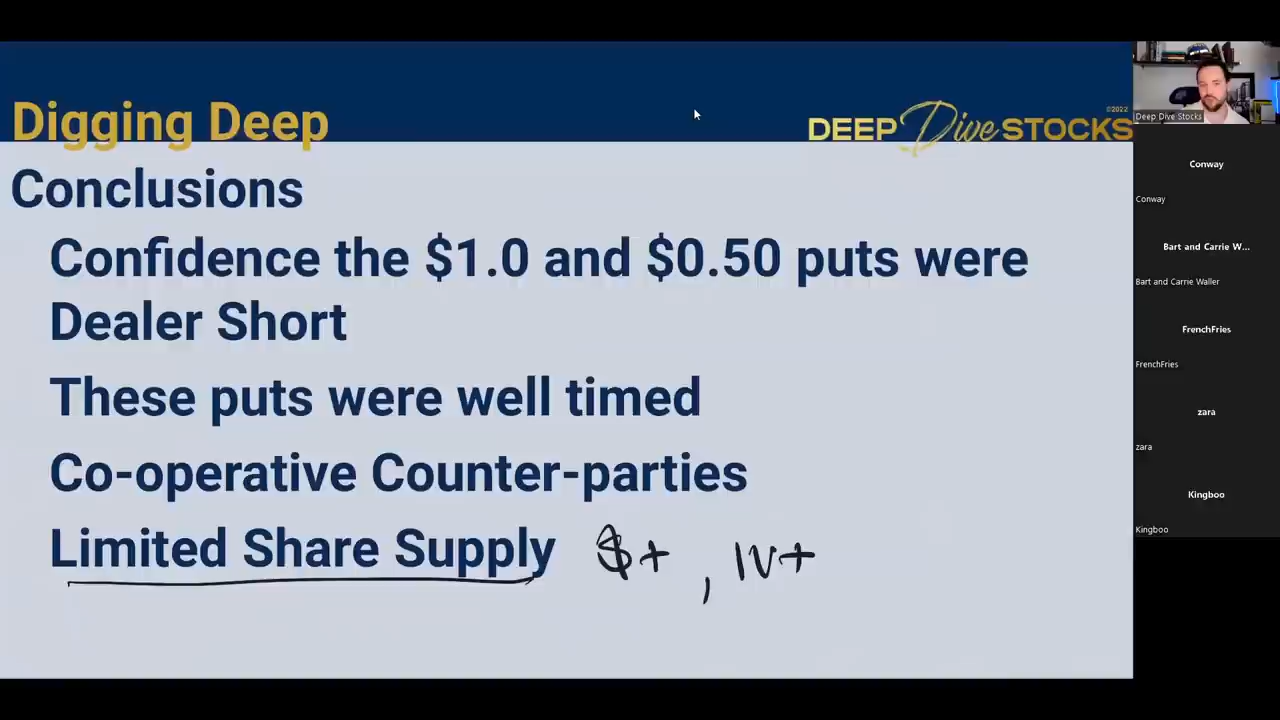 Digging Deep
DEEP Dive STOCKS
©2022
Conclusions
Confidence the $1.0 and $0.50 puts were
Dealer Short
These puts were well timed
Co-operative Counter-parties
Limited Share Supply $+, IV+
Deep Dive Stocks
Conway
Conway
Bart and Carrie W...
Bart and Carrie Waller
FrenchFries
FrenchFries
zara
zara
Kingboo
Kingboo